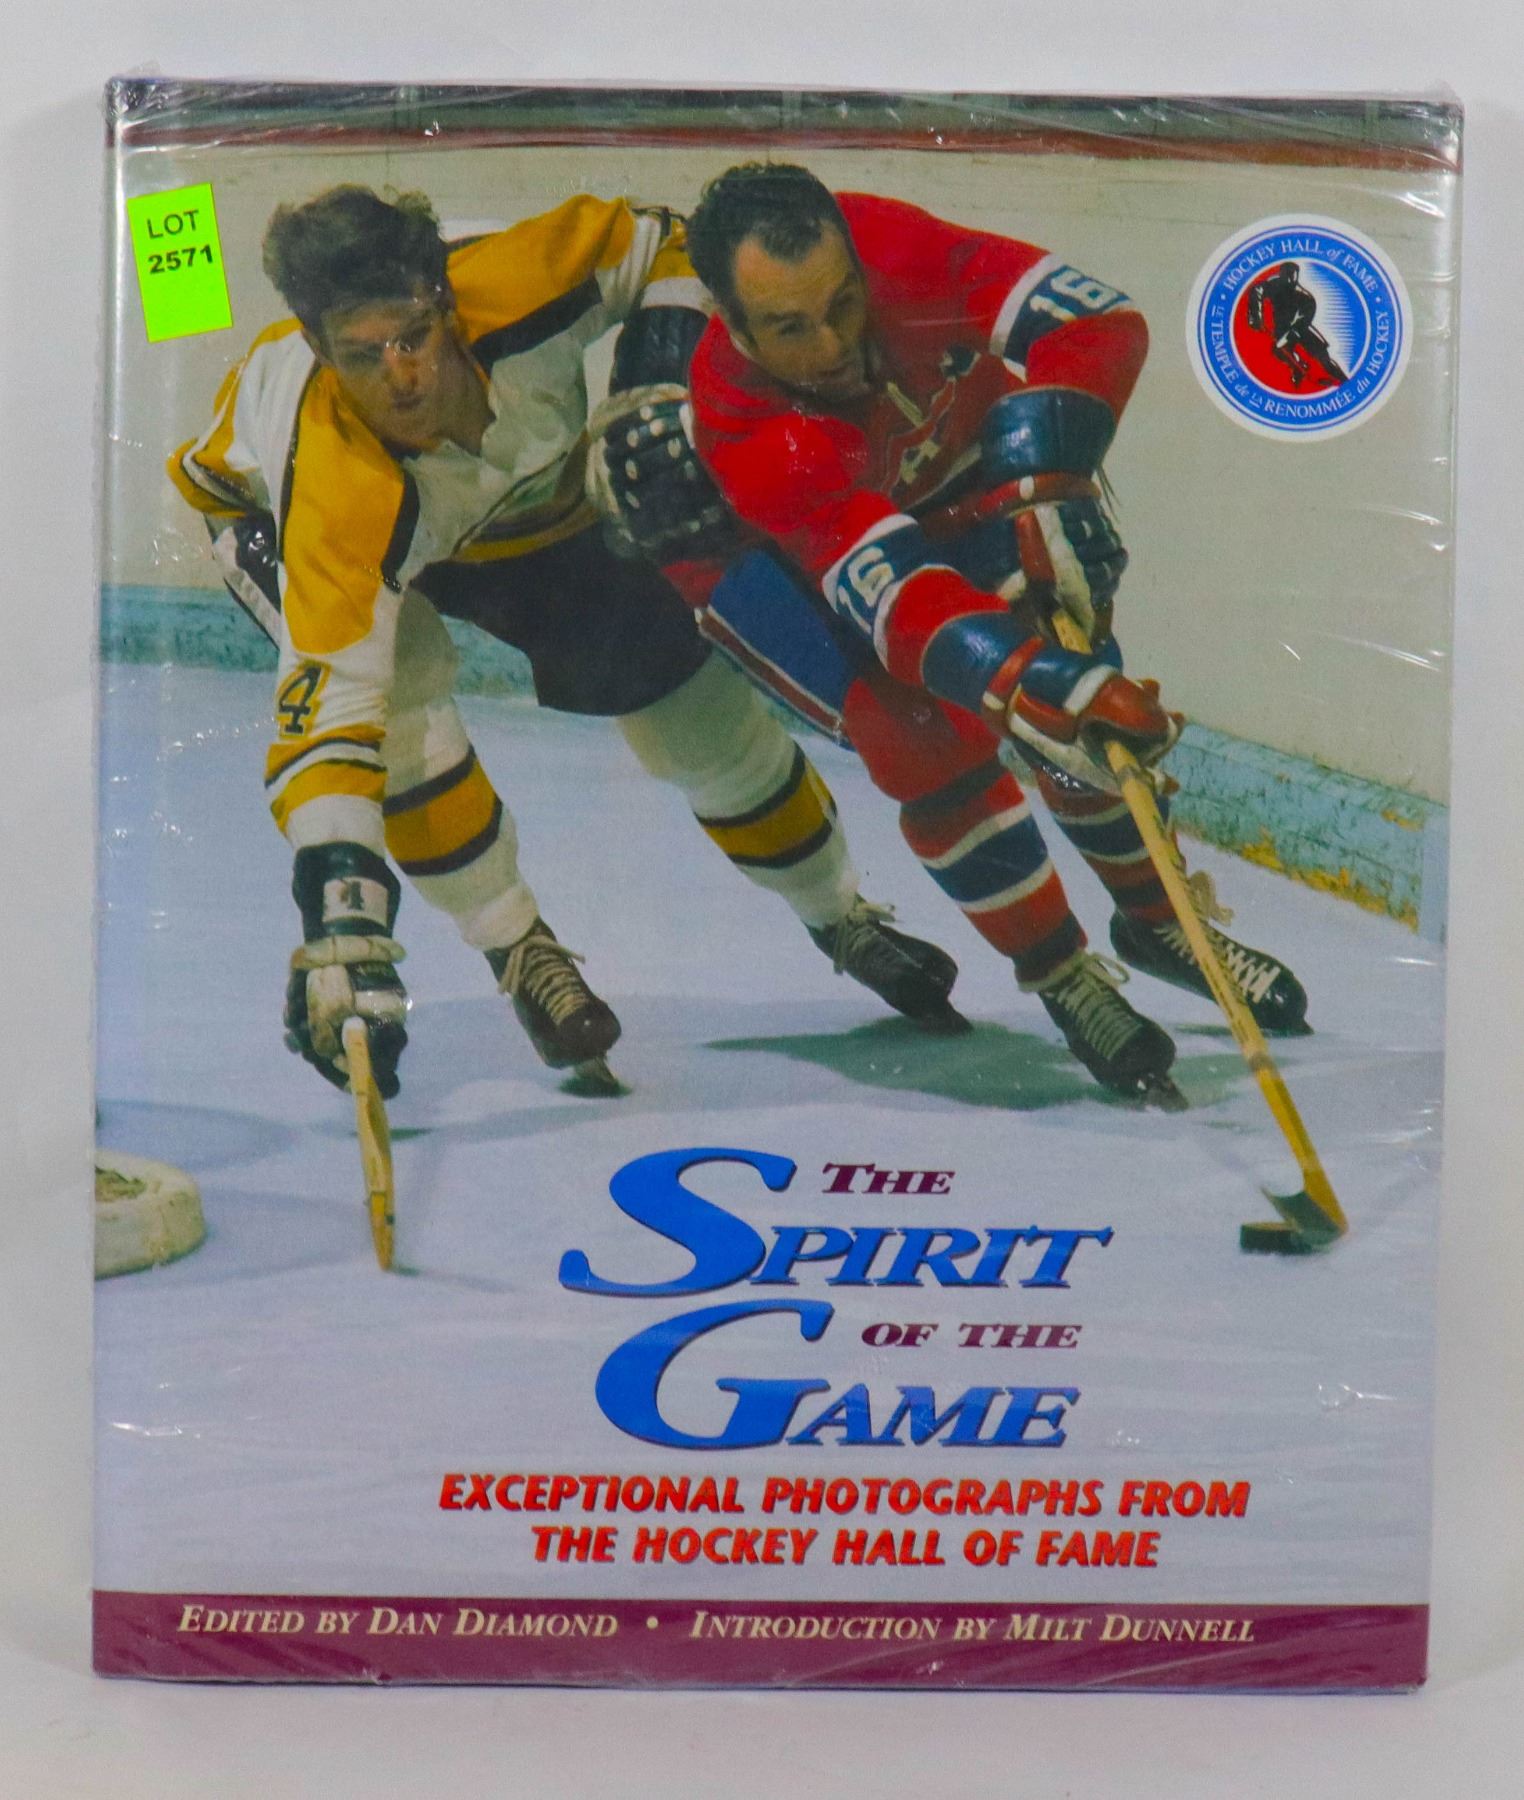 LOT
2571
HOCKEY HALL of FAME •
LE TEMPLE de LA RENOMMÉE du HOCKEY •
16
16
4
4
THE
SPIRIT
OF THE
GAME
EXCEPTIONAL PHOTOGRAPHS FROM
THE HOCKEY HALL OF FAME
EDITED BY DAN DIAMOND • INTRODUCTION BY MILT DUNNELL